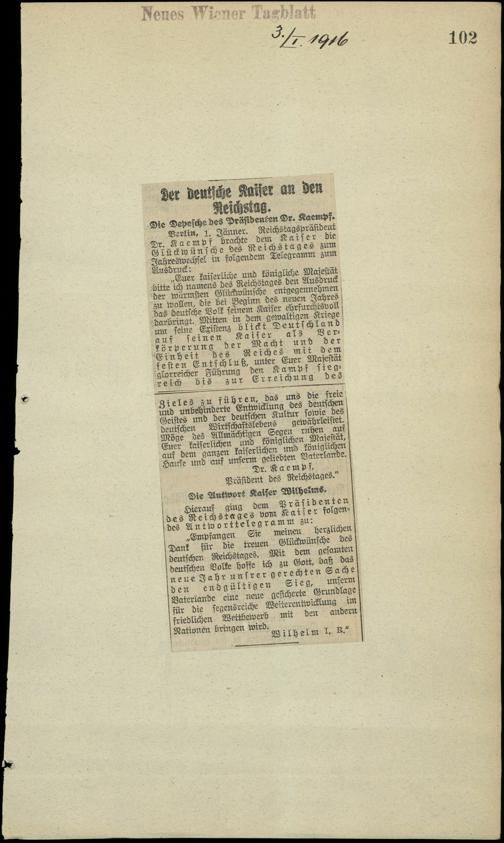 Neues Wiener Tagblatt
3./I. 1916
102
Der deutsche Kaiser an den
Reichstag.
Die Depesche des Präsidenten Dr. Kaempf.
Berlin, 1. Jänner. Reichstagspräsident
Dr. Kaempf brachte dem Kaiser die
Glückwünsche des Reichstages zum
Jahreswechsel in folgendem Telegramm zum
Ausdruck:
„Euer kaiserliche und königliche Majestät
bitte ich namens des Reichstages den Ausdruck
der wärmsten Glückwünsche entgegennehmen
zu wollen, die bei Beginn des neuen Jahres
das deutsche Volk seinem Kaiser ehrfurchtsvoll
darbringt. Mitten in dem gewaltigen Kriege
um seine Existenz blickt Deutschland
auf seinen Kaiser als Ver-
körperung der Macht und der
Einheit des Reiches mit dem
festen Entschluß, unter Euer Majestät
glorreicher Führung den Kampf sieg-
reich bis zur Erreichung des
Zieles zu führen, das uns die freie
und unbehinderte Entwicklung des deutschen
Geistes und der deutschen Kultur sowie des
deutschen Wirtschaftslebens gewährleistet.
Möge des Allmächtigen Segen ruhen auf
Euer kaiserlichen und königlichen Majestät,
auf dem ganzen kaiserlichen und königlichen
Hause und auf unserm geliebten Vaterlande.
Dr. Kaempf,
Präsident des Reichstages.“
Die Antwort Kaiser Wilhelms.
Hierauf ging dem Präsidenten
des Reichstages vom Kaiser folgen-
des Antworttelegramm zu:
„Empfangen Sie meinen herzlichen
Dank für die treuen Glückwünsche des
deutschen Reichstages. Mit dem gesamten
deutschen Volke hoffe ich zu Gott, daß das
neue Jahr unsrer gerechten Sache
den endgültigen Sieg, unserm
Vaterlande eine neue gesicherte Grundlage
für die segensreiche Weiterentwicklung im
friedlichen Wettbewerb mit den andern
Nationen bringen wird.
Wilhelm I. R.“